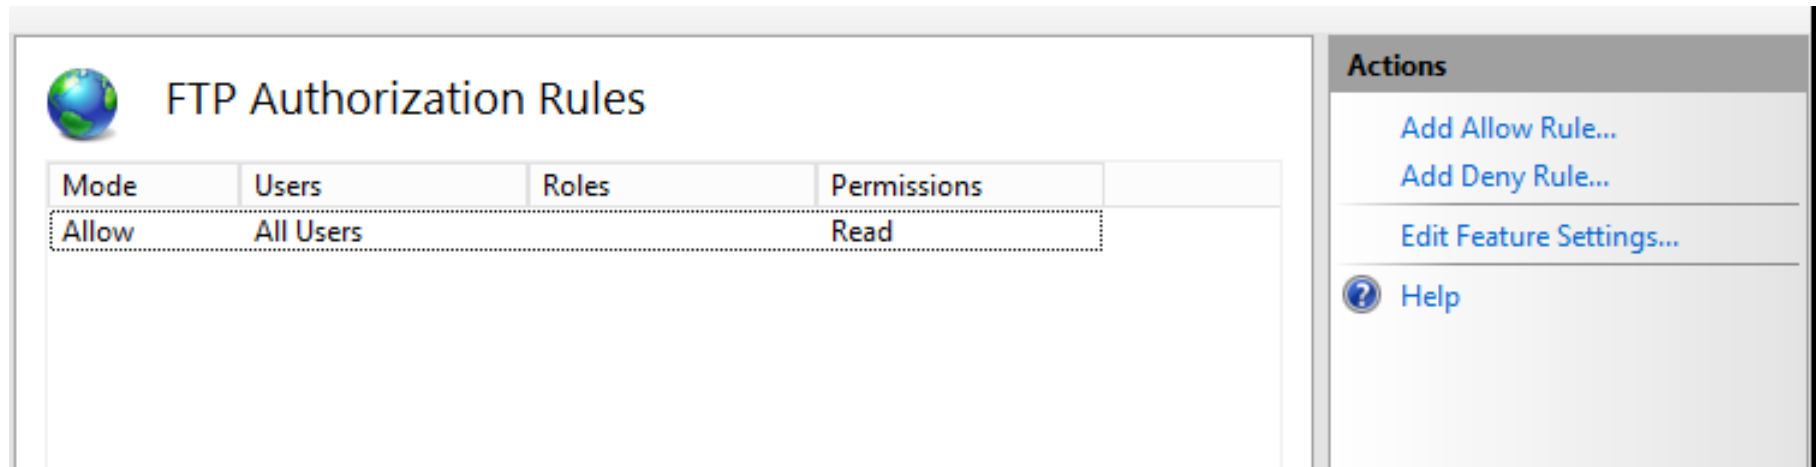 FTP Authorization Rules
Mode Users Roles Permissions
Allow All Users Read
Actions
Add Allow Rule...
Add Deny Rule...
Edit Feature Settings...
Help